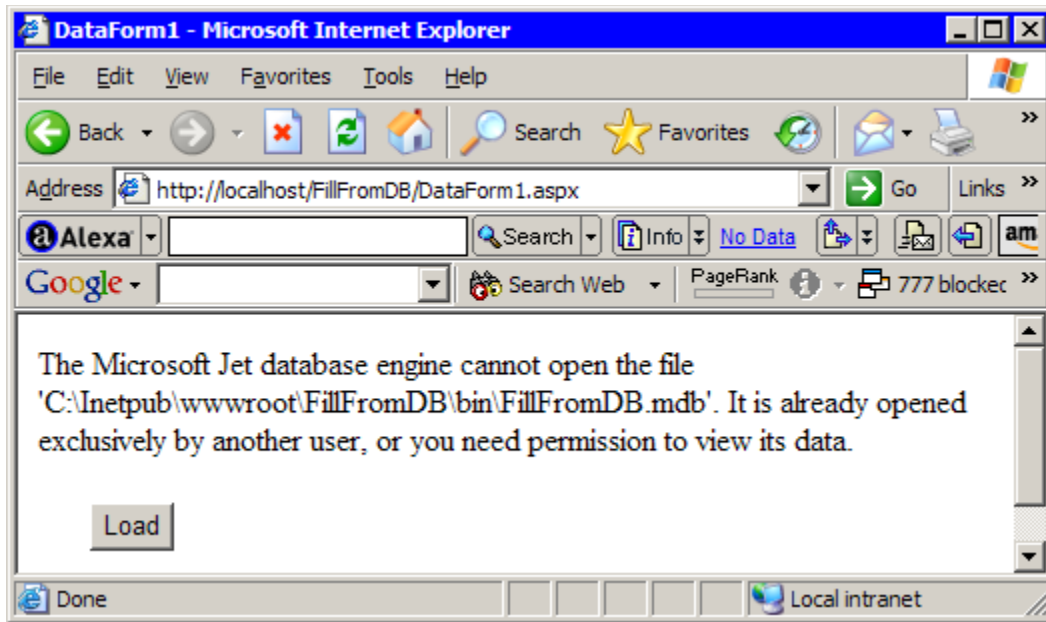 DataForm1 - Microsoft Internet Explorer
File Edit View Favorites Tools Help
Back Search Favorites »
Address http://localhost/FillFromDB/DataForm1.aspx Go Links »
Alexa Search Info No Data am
Google Search Web PageRank 777 blocked »
The Microsoft Jet database engine cannot open the file
'C:\Inetpub\wwwroot\FillFromDB\bin\FillFromDB.mdb'. It is already opened
exclusively by another user, or you need permission to view its data.
Load
Done Local intranet